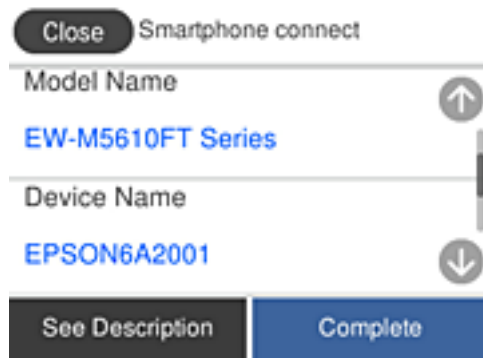 Close Smartphone connect
Model Name
EW-M5610FT Series
Device Name
EPSON6A2001
See Description Complete